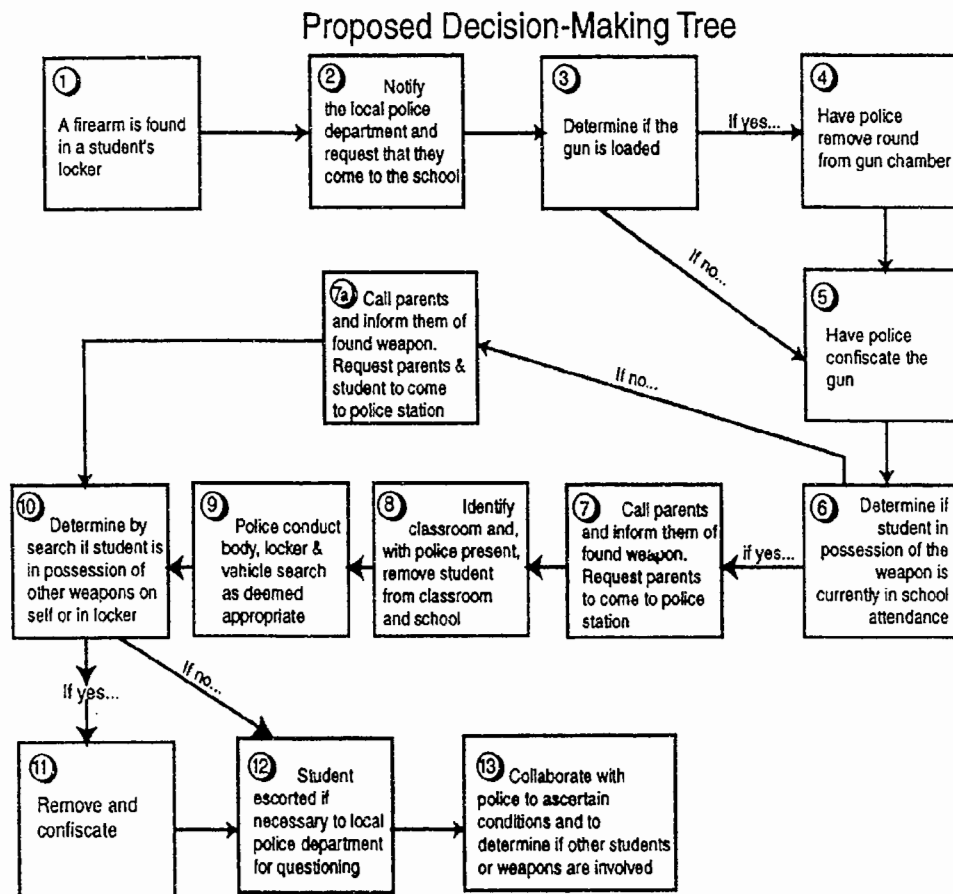 Proposed Decision-Making Tree
1
A firearm is found
in a student's
locker
2
Notify
the local police
department and
request that they
come to the school
3
Determine if the
gun is loaded
If yes...
4
Have police
remove round
from gun chamber
If no...
5
Have police
confiscate the
gun
7a
Call parents
and inform them of
found weapon.
Request parents &
student to come
to police station
If no...
6
Determine if
student in
possession of the
weapon is
currently in school
attendance
if yes...
7
Call parents
and inform them of
found weapon.
Request parents
to come to police
station
8
Identify
classroom and,
with police present,
remove student
from classroom
and school
9
Police conduct
body, locker &
vahicle search
as deemed
appropriate
10
Determine by
search if student is
in possession of
other weapons on
self or in locker
If yes...
If no...
11
Remove and
confiscate
12
Student
escorted if
necessary to local
police department
for questioning
13
Collaborate with
police to ascertain
conditions and to
determine if other students
or weapons are involved